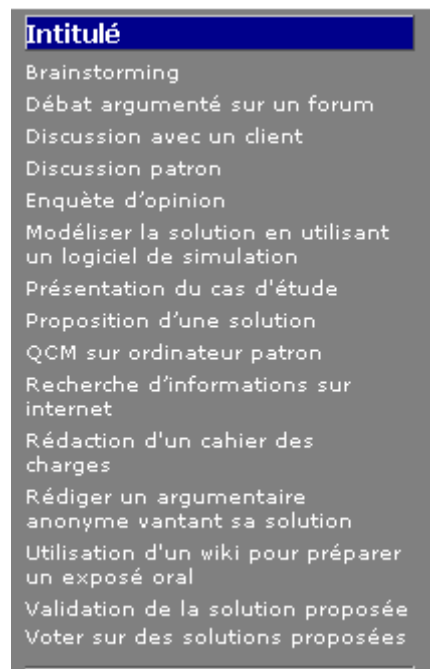 Intitulé
Brainstorming
Débat argumenté sur un forum
Discussion avec un client
Discussion patron
Enquète d’opinion
Modéliser la solution en utilisant
un logiciel de simulation
Présentation du cas d'étude
Proposition d’une solution
QCM sur ordinateur patron
Recherche d’informations sur
internet
Rédaction d'un cahier des
charges
Rédiger un argumentaire
anonyme vantant sa solution
Utilisation d'un wiki pour préparer
un exposé oral
Validation de la solution proposée
Voter sur des solutions proposées